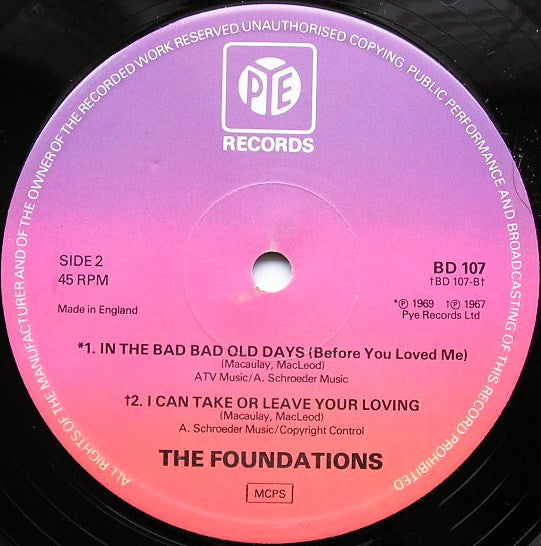 ALL RIGHTS OF THE MANUFACTURER AND OF THE OWNER OF THE RECORDED WORK RESERVED UNAUTHORISED COPYING PUBLIC PERFORMANCE AND BROADCASTING OF THIS RECORD PROHIBITED
PYE
RECORDS
SIDE 2
45 RPM
Made in England
BD 107
†BD 107-B†
*℗ 1969 †℗ 1967
Pye Records Ltd
*1. IN THE BAD BAD OLD DAYS (Before You Loved Me)
(Macaulay, MacLeod)
ATV Music/A. Schroeder Music
†2. I CAN TAKE OR LEAVE YOUR LOVING
(Macaulay, MacLeod)
A. Schroeder Music/Copyright Control
THE FOUNDATIONS
MCPS